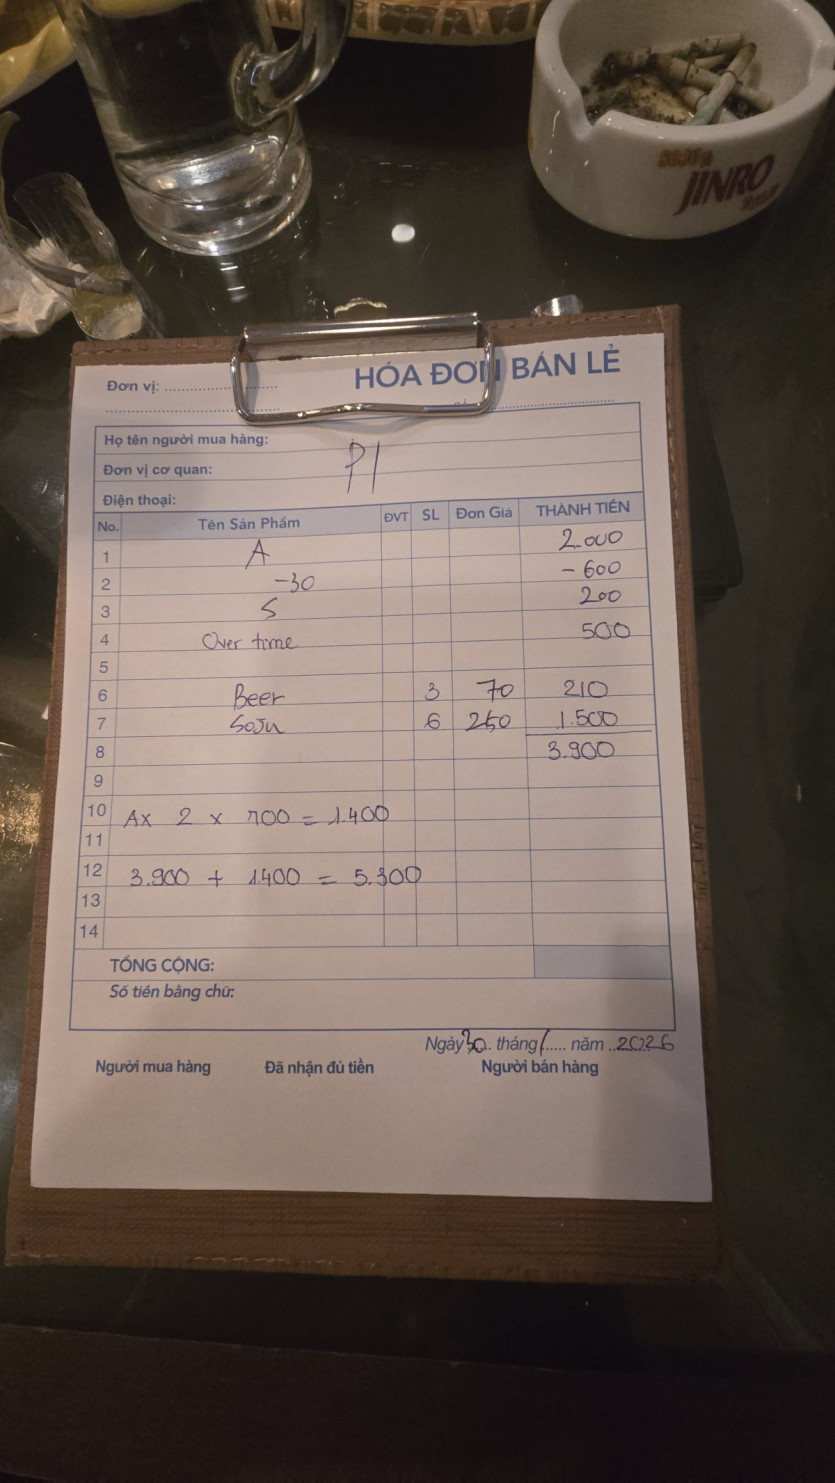 JINRO
HÓA ĐƠN BÁN LẺ
Đơn vị: ........................
Họ tên người mua hàng:
P1
Đơn vị cơ quan:
Điện thoại:
No. Tên Sản Phẩm ĐVT SL Đơn Giá THÀNH TIỀN
1 A 2.000
2 -30 - 600
3 S 200
4 Over time 500
5
6 Beer 3 70 210
7 Soju 6 250 1.500
8 3.900
9
10 Ax 2 x 700 = 1.400
11
12 3.900 + 1.400 = 5.300
13
14
TỔNG CỘNG:
Số tiền bằng chữ:
Ngày 30 tháng 1 năm 2026
Người mua hàng Đã nhận đủ tiền Người bán hàng